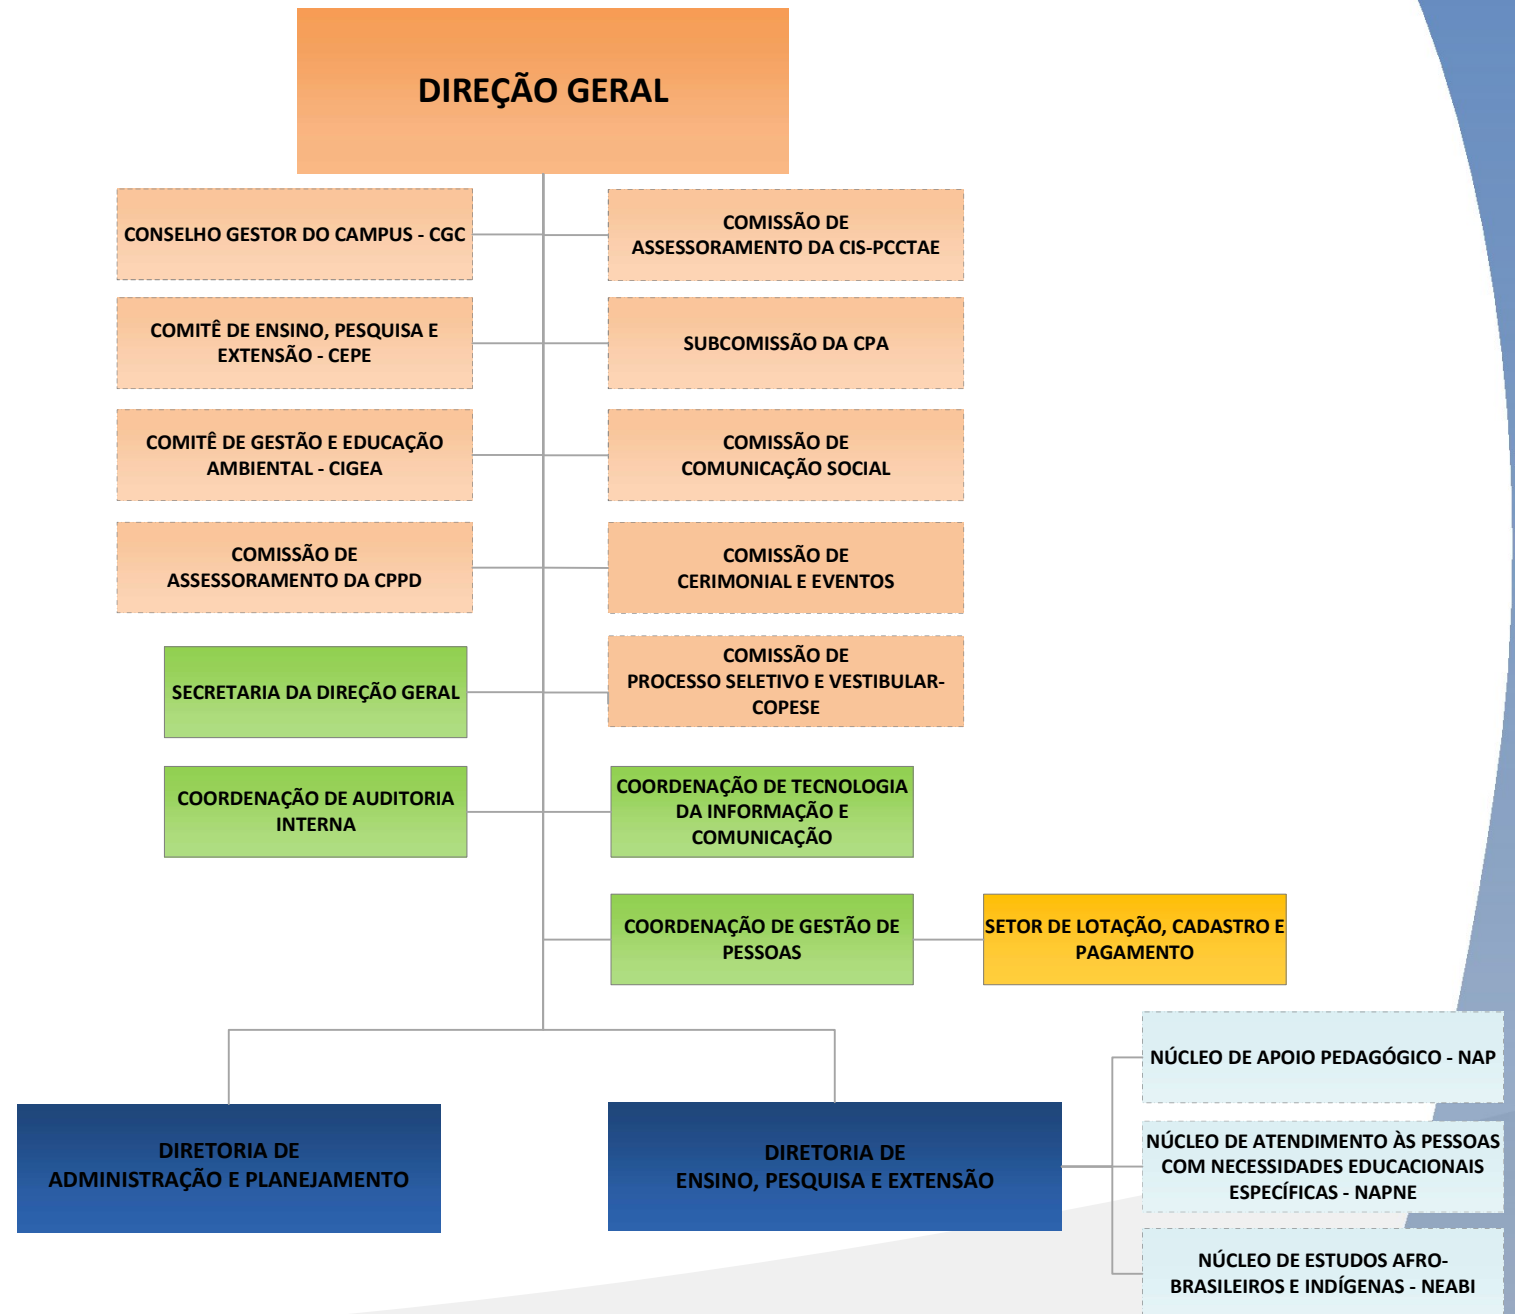 DIREÇÃO GERAL
CONSELHO GESTOR DO CAMPUS - CGC
COMISSÃO DE
ASSESSORAMENTO DA CIS-PCCTAE
COMITÊ DE ENSINO, PESQUISA E
EXTENSÃO - CEPE
SUBCOMISSÃO DA CPA
COMITÊ DE GESTÃO E EDUCAÇÃO
AMBIENTAL - CIGEA
COMISSÃO DE
COMUNICAÇÃO SOCIAL
COMISSÃO DE
ASSESSORAMENTO DA CPPD
COMISSÃO DE
CERIMONIAL E EVENTOS
SECRETARIA DA DIREÇÃO GERAL
COMISSÃO DE
PROCESSO SELETIVO E VESTIBULAR-
COPESE
COORDENAÇÃO DE AUDITORIA
INTERNA
COORDENAÇÃO DE TECNOLOGIA
DA INFORMAÇÃO E
COMUNICAÇÃO
COORDENAÇÃO DE GESTÃO DE
PESSOAS
SETOR DE LOTAÇÃO, CADASTRO E
PAGAMENTO
DIRETORIA DE
ADMINISTRAÇÃO E PLANEJAMENTO
DIRETORIA DE
ENSINO, PESQUISA E EXTENSÃO
NÚCLEO DE APOIO PEDAGÓGICO - NAP
NÚCLEO DE ATENDIMENTO ÀS PESSOAS
COM NECESSIDADES EDUCACIONAIS
ESPECÍFICAS - NAPNE
NÚCLEO DE ESTUDOS AFRO-
BRASILEIROS E INDÍGENAS - NEABI